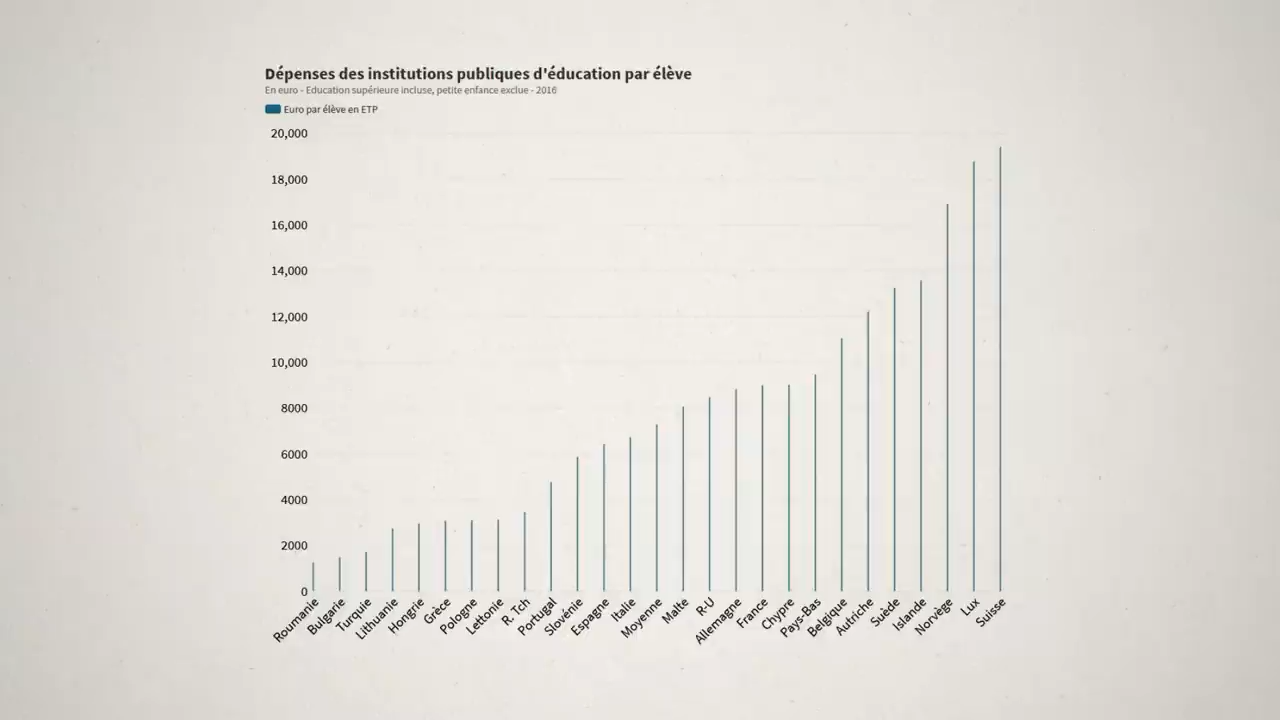 Dépenses des institutions publiques d'éducation par élève
En euro - Education supérieure incluse, petite enfance exclue - 2016
Euro par élève en ETP
20,000
18,000
16,000
14,000
12,000
10,000
8000
6000
4000
2000
0
Roumanie
Bulgarie
Turquie
Lithuanie
Hongrie
Grèce
Pologne
Lettonie
R. Tch
Portugal
Slovénie
Espagne
Italie
Moyenne
Malte
R-U
Allemagne
France
Chypre
Pays-Bas
Belgique
Autriche
Suède
Islande
Norvège
Lux
Suisse